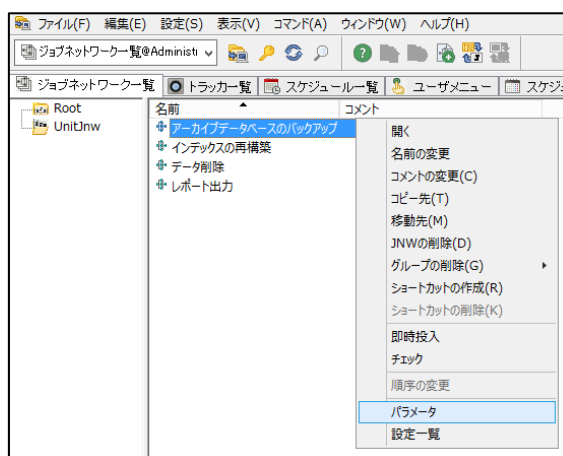 ファイル(F) 編集(E) 設定(S) 表示(V) コマンド(A) ウィンドウ(W) ヘルプ(H)
ジョブネットワーク一覧@Administr
ジョブネットワーク一覧 トラッカ一覧 スケジュール一覧 ユーザメニュー スケジ
Root
UnitJnw
名前 コメント
アーカイブデータベースのバックアップ
インデックスの再構築
データ削除
レポート出力
開く
名前の変更
コメントの変更(C)
コピー先(T)
移動先(M)
JNWの削除(D)
グループの削除(G)
ショートカットの作成(R)
ショートカットの削除(K)
即時投入
チェック
順序の変更
パラメータ
設定一覧